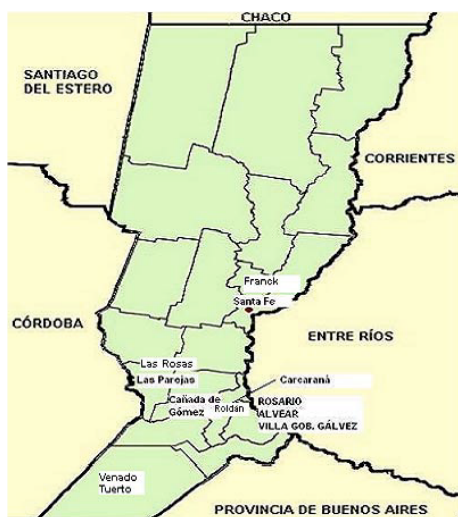 CHACO
SANTIAGO
DEL ESTERO
CORRIENTES
Franck
Santa Fe
CÓRDOBA
ENTRE RÍOS
Las Rosas
Las Parejas
Carcaraná
Cañada de
Gómez
Roldán
ROSARIO
ALVEAR
VILLA GOB. GÁLVEZ
Venado
Tuerto
PROVINCIA DE BUENOS AIRES